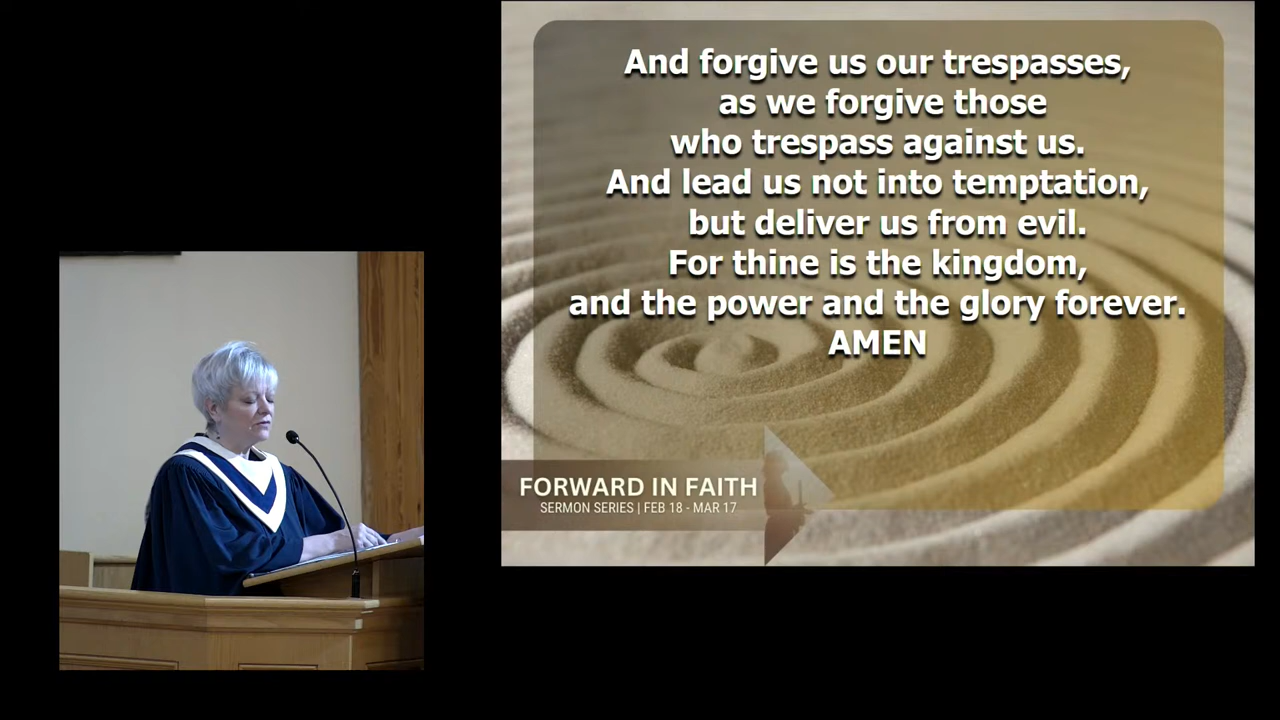 And forgive us our trespasses,
as we forgive those
who trespass against us.
And lead us not into temptation,
but deliver us from evil.
For thine is the kingdom,
and the power and the glory forever.
AMEN
FORWARD IN FAITH
SERMON SERIES | FEB 18 - MAR 17